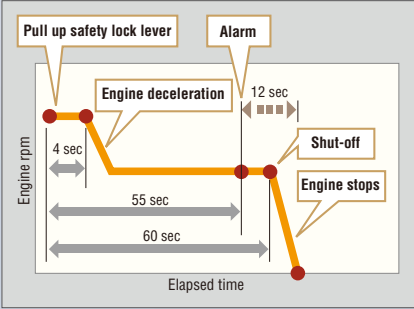 Pull up safety lock lever
Alarm
12 sec
Engine deceleration
4 sec
Shut-off
Engine rpm
Engine stops
55 sec
60 sec
Elapsed time